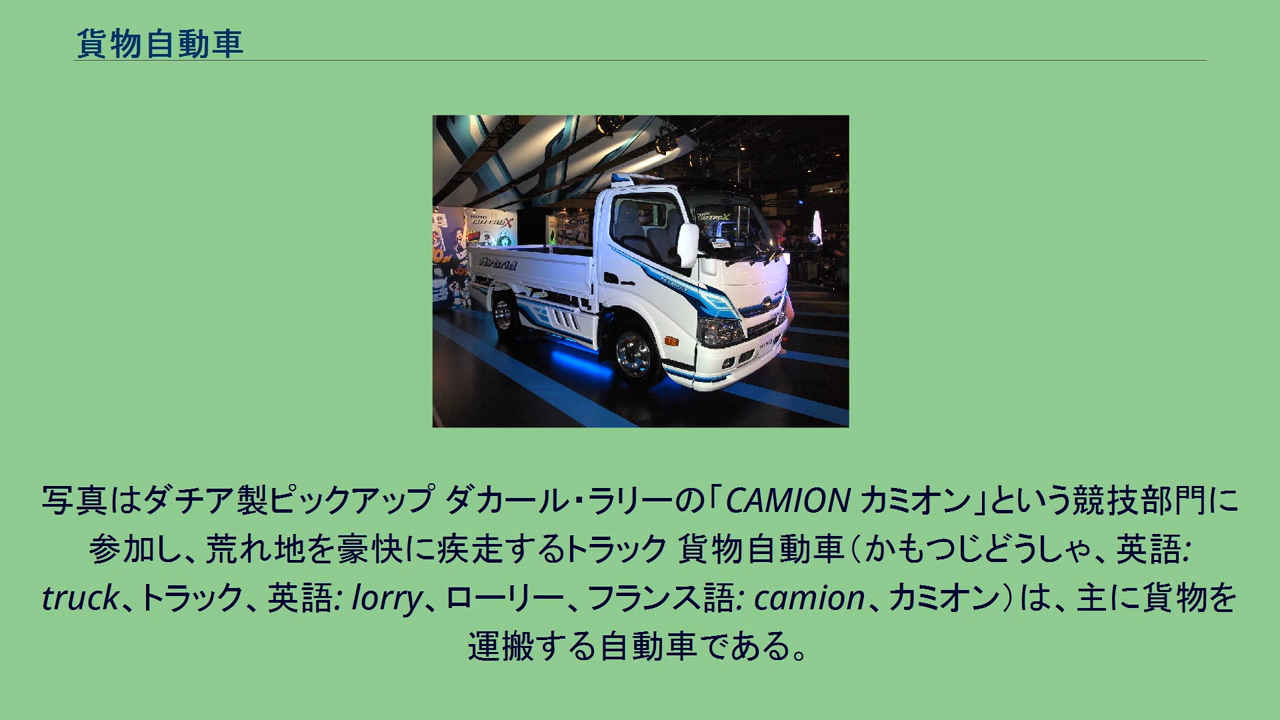 貨物自動車
HINO
DUTROX
Hybrid
HINO
写真はダチア製ピックアップ ダカール・ラリーの「CAMION カミオン」という競技部門に
参加し、荒れ地を豪快に疾走するトラック 貨物自動車（かもつじどうしゃ、英語:
truck、トラック、英語: lorry、ローリー、フランス語: camion、カミオン）は、主に貨物を
運搬する自動車である。